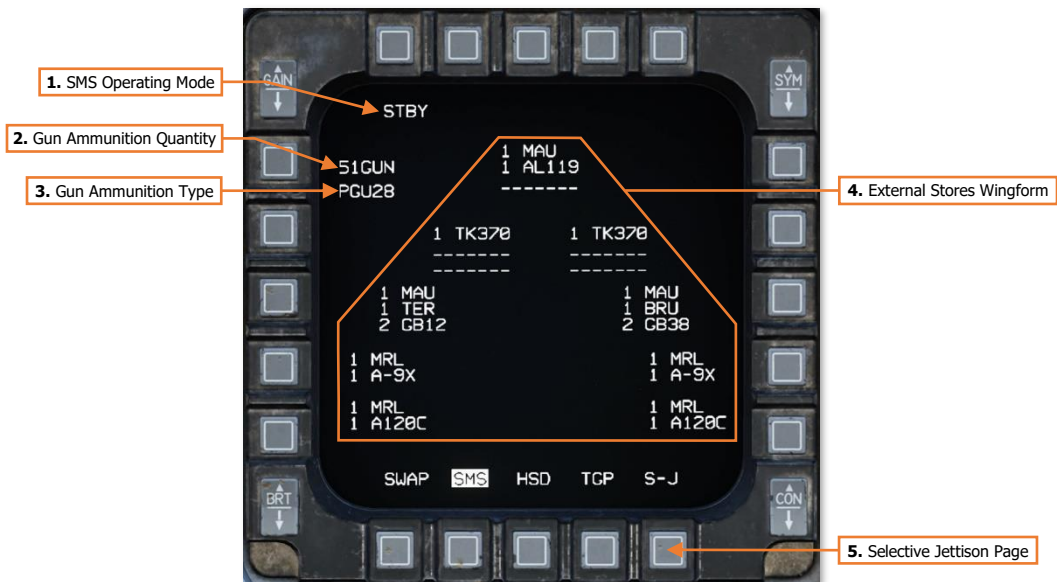 GAIN
SYM
1. SMS Operating Mode
STBY
2. Gun Ammunition Quantity
51GUN
3. Gun Ammunition Type
PGU28
1 MAU
1 AL119
-------
4. External Stores Wingform
1 TK370
-------
-------
1 TK370
-------
-------
1 MAU
1 TER
2 GB12
1 MAU
1 BRU
2 GB38
1 MRL
1 A-9X
1 MRL
1 A-9X
1 MRL
1 A120C
1 MRL
1 A120C
SWAP SMS HSD TGP S-J
BRT
CON
5. Selective Jettison Page